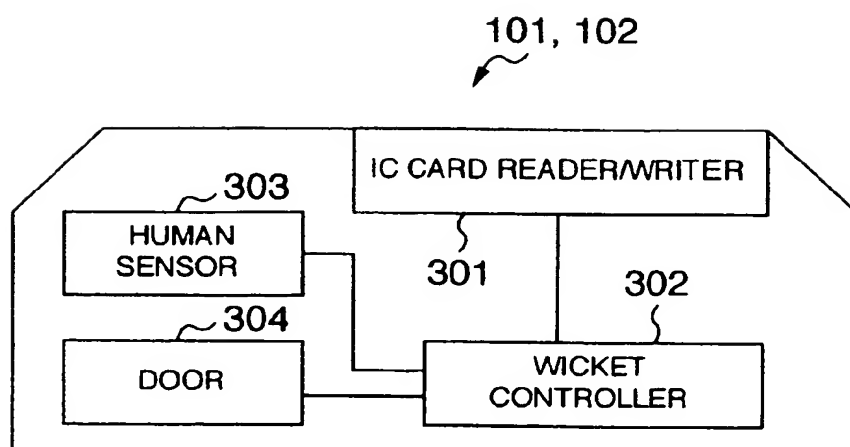 101, 102
IC CARD READER/WRITER
303
HUMAN
SENSOR
301
302
304
DOOR
WICKET
CONTROLLER